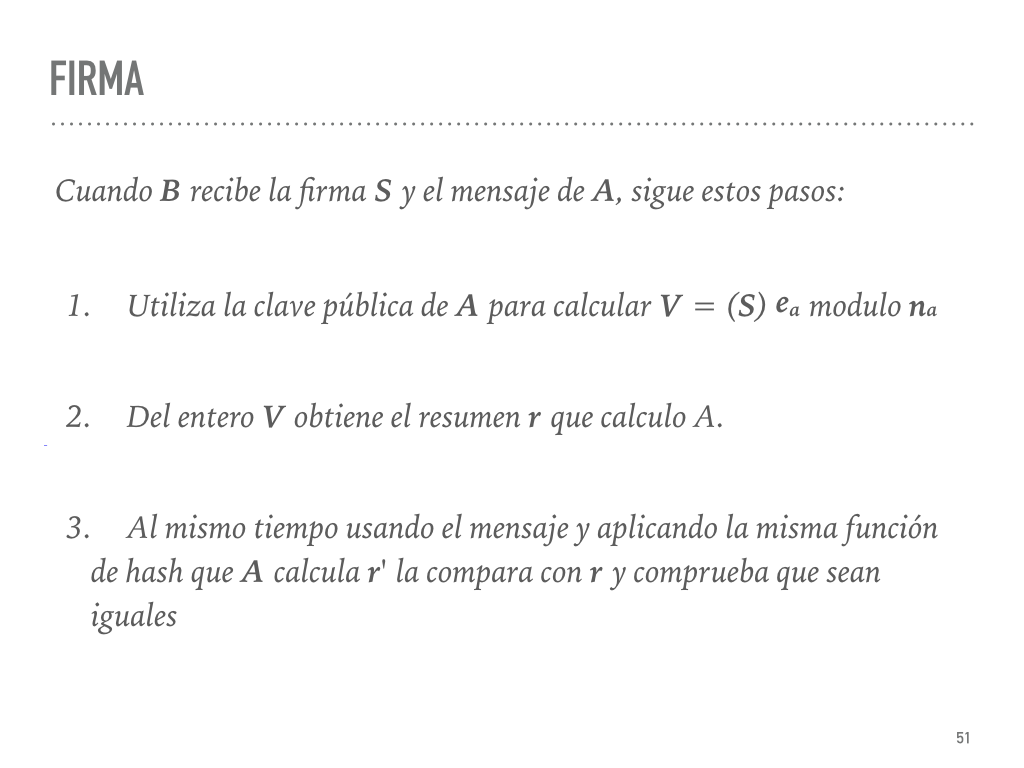 FIRMA
Cuando B recibe la firma S y el mensaje de A, sigue estos pasos:
1. Utiliza la clave pública de A para calcular V = (S) eₐ modulo nₐ
2. Del entero V obtiene el resumen r que calculo A.
3. Al mismo tiempo usando el mensaje y aplicando la misma función
de hash que A calcula r' la compara con r y comprueba que sean
iguales
51